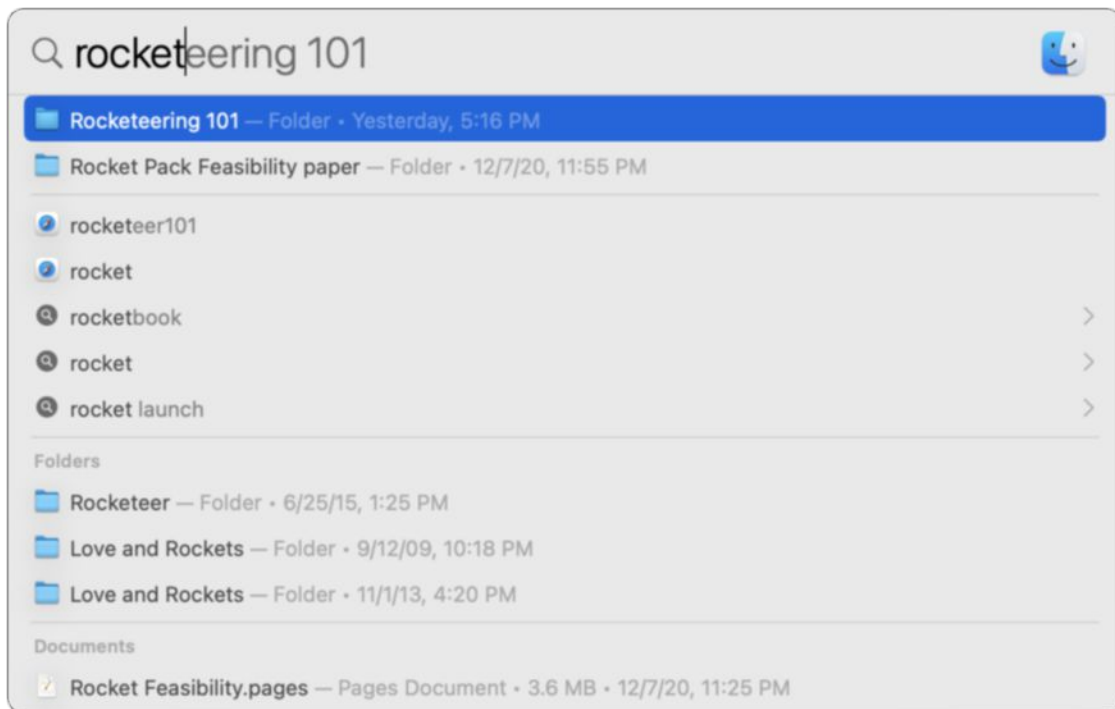 rocketeering 101
Rocketeering 101 — Folder • Yesterday, 5:16 PM
Rocket Pack Feasibility paper — Folder • 12/7/20, 11:55 PM
rocketeer101
rocket
rocketbook
rocket
rocket launch
Folders
Rocketeer — Folder • 6/25/15, 1:25 PM
Love and Rockets — Folder • 9/12/09, 10:18 PM
Love and Rockets — Folder • 11/1/13, 4:20 PM
Documents
Rocket Feasibility.pages — Pages Document • 3.6 MB • 12/7/20, 11:25 PM